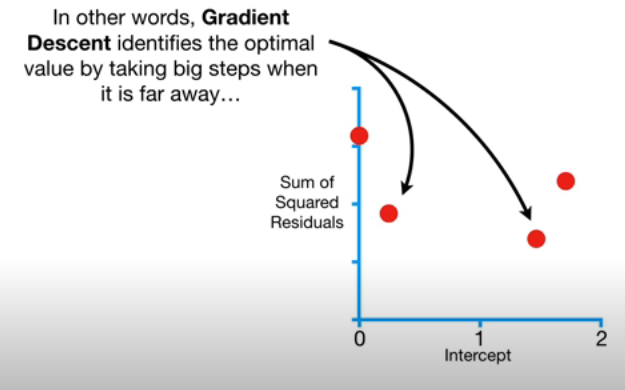 In other words, Gradient
Descent identifies the optimal
value by taking big steps when
it is far away…
Sum of
Squared
Residuals
0
1
2
Intercept